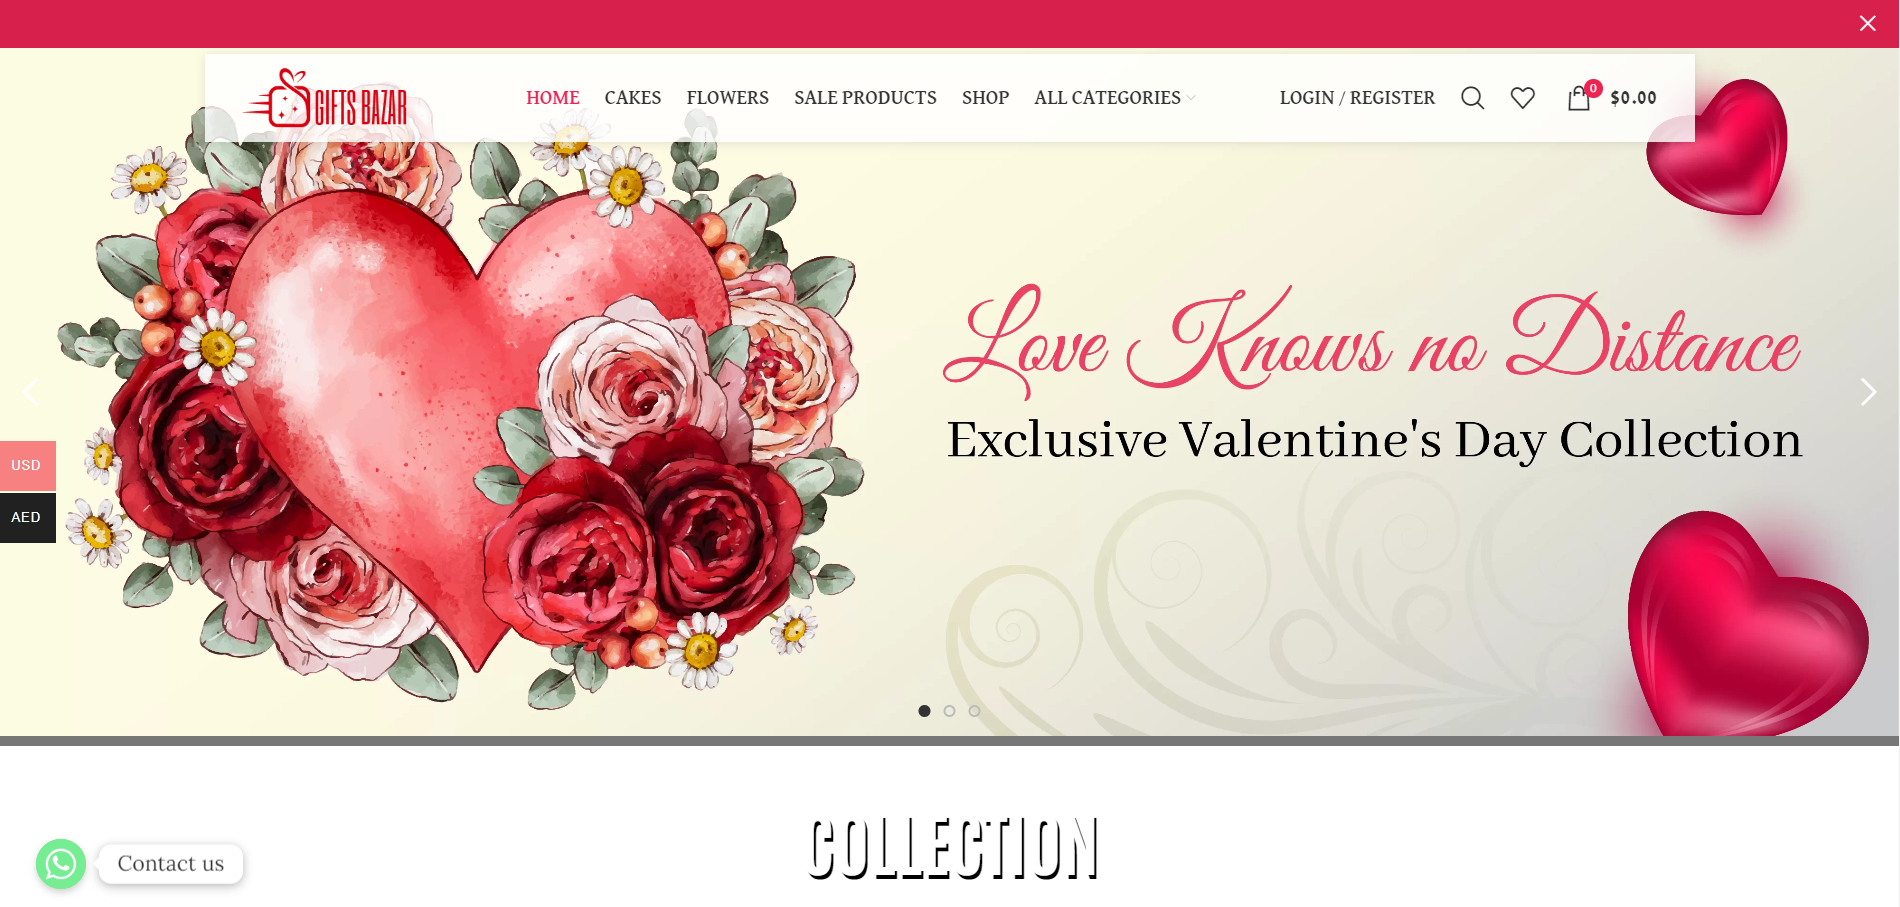 GIFTS BAZAR
HOME CAKES FLOWERS SALE PRODUCTS SHOP ALL CATEGORIES LOGIN / REGISTER 0 $0.00
Love Knows no Distance
Exclusive Valentine's Day Collection
USD
AED
COLLECTION
Contact us